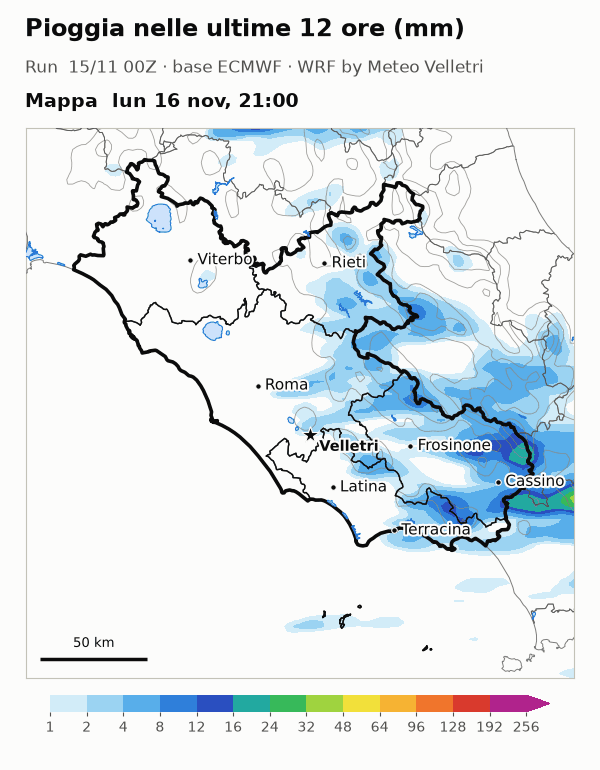 Pioggia nelle ultime 12 ore (mm)
Run  15/11 00Z · base ECMWF · WRF by Meteo Velletri
Mappa  lun 16 nov, 21:00
Viterbo
Rieti
Roma
Velletri
Frosinone
Cassino
Latina
Terracina
50 km
1 2 4 8 12 16 24 32 48 64 96 128 192 256